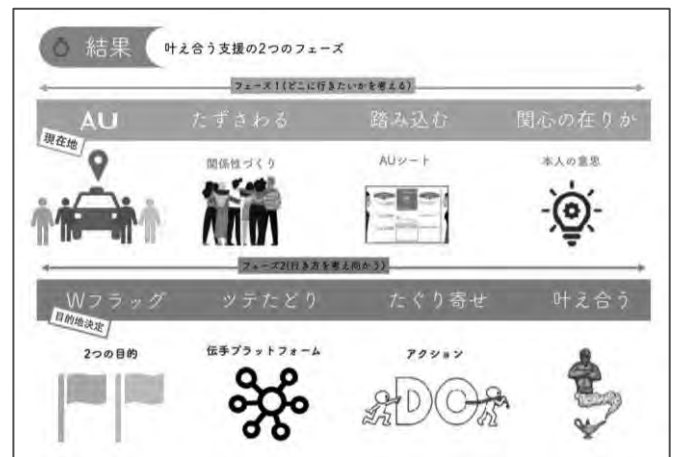 結果
叶え合う支援の2つのフェーズ
フェーズ1(どこに行きたいかを考える)
AU たずさわる 踏み込む 関心の在りか
現在地
関係性づくり AUシート 本人の意思
フェーズ2(行き方を考え向かう)
Wフラッグ ツテたどり たぐり寄せ 叶え合う
目的地決定
2つの目的 伝手プラットフォーム アクション
DO